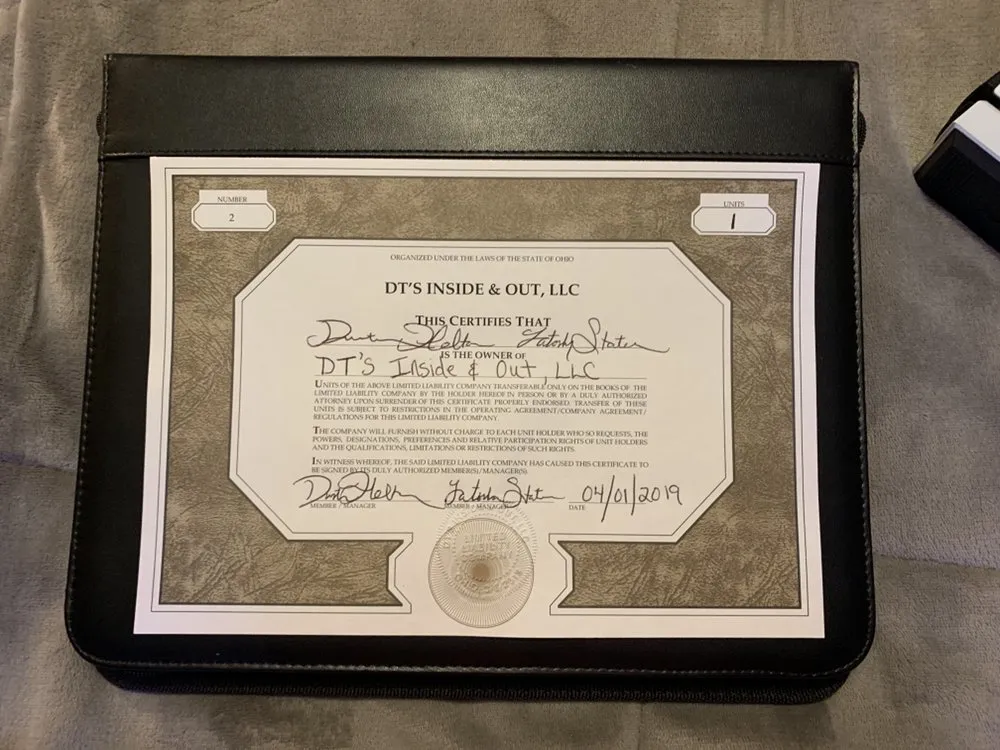 NUMBER
2
UNITS
1
ORGANIZED UNDER THE LAWS OF THE STATE OF OHIO
DT'S INSIDE & OUT, LLC
THIS CERTIFIES THAT
IS THE OWNER OF
DT'S Inside & Out, LLC
UNITS OF THE ABOVE LIMITED LIABILITY COMPANY TRANSFERABLE ONLY ON THE BOOKS OF THE
LIMITED LIABILITY COMPANY BY THE HOLDER HEREOF IN PERSON OR BY A DULY AUTHORIZED
ATTORNEY UPON SURRENDER OF THIS CERTIFICATE PROPERLY ENDORSED. TRANSFER OF THESE
UNITS IS SUBJECT TO RESTRICTIONS IN THE OPERATING AGREEMENT/COMPANY AGREEMENT/
REGULATIONS FOR THIS LIMITED LIABILITY COMPANY.
THE COMPANY WILL FURNISH WITHOUT CHARGE TO EACH UNIT HOLDER WHO SO REQUESTS, THE
POWERS, DESIGNATIONS, PREFERENCES AND RELATIVE PARTICIPATION RIGHTS OF UNIT HOLDERS
AND THE QUALIFICATIONS, LIMITATIONS OR RESTRICTIONS OF SUCH RIGHTS.
IN WITNESS WHEREOF, THE SAID LIMITED LIABILITY COMPANY HAS CAUSED THIS CERTIFICATE TO
BE SIGNED BY ITS DULY AUTHORIZED MEMBER(S)/MANAGER(S).
04/01/2019
MEMBER / MANAGER MEMBER / MANAGER DATE
LIMITED
LIABILITY
COMPANY